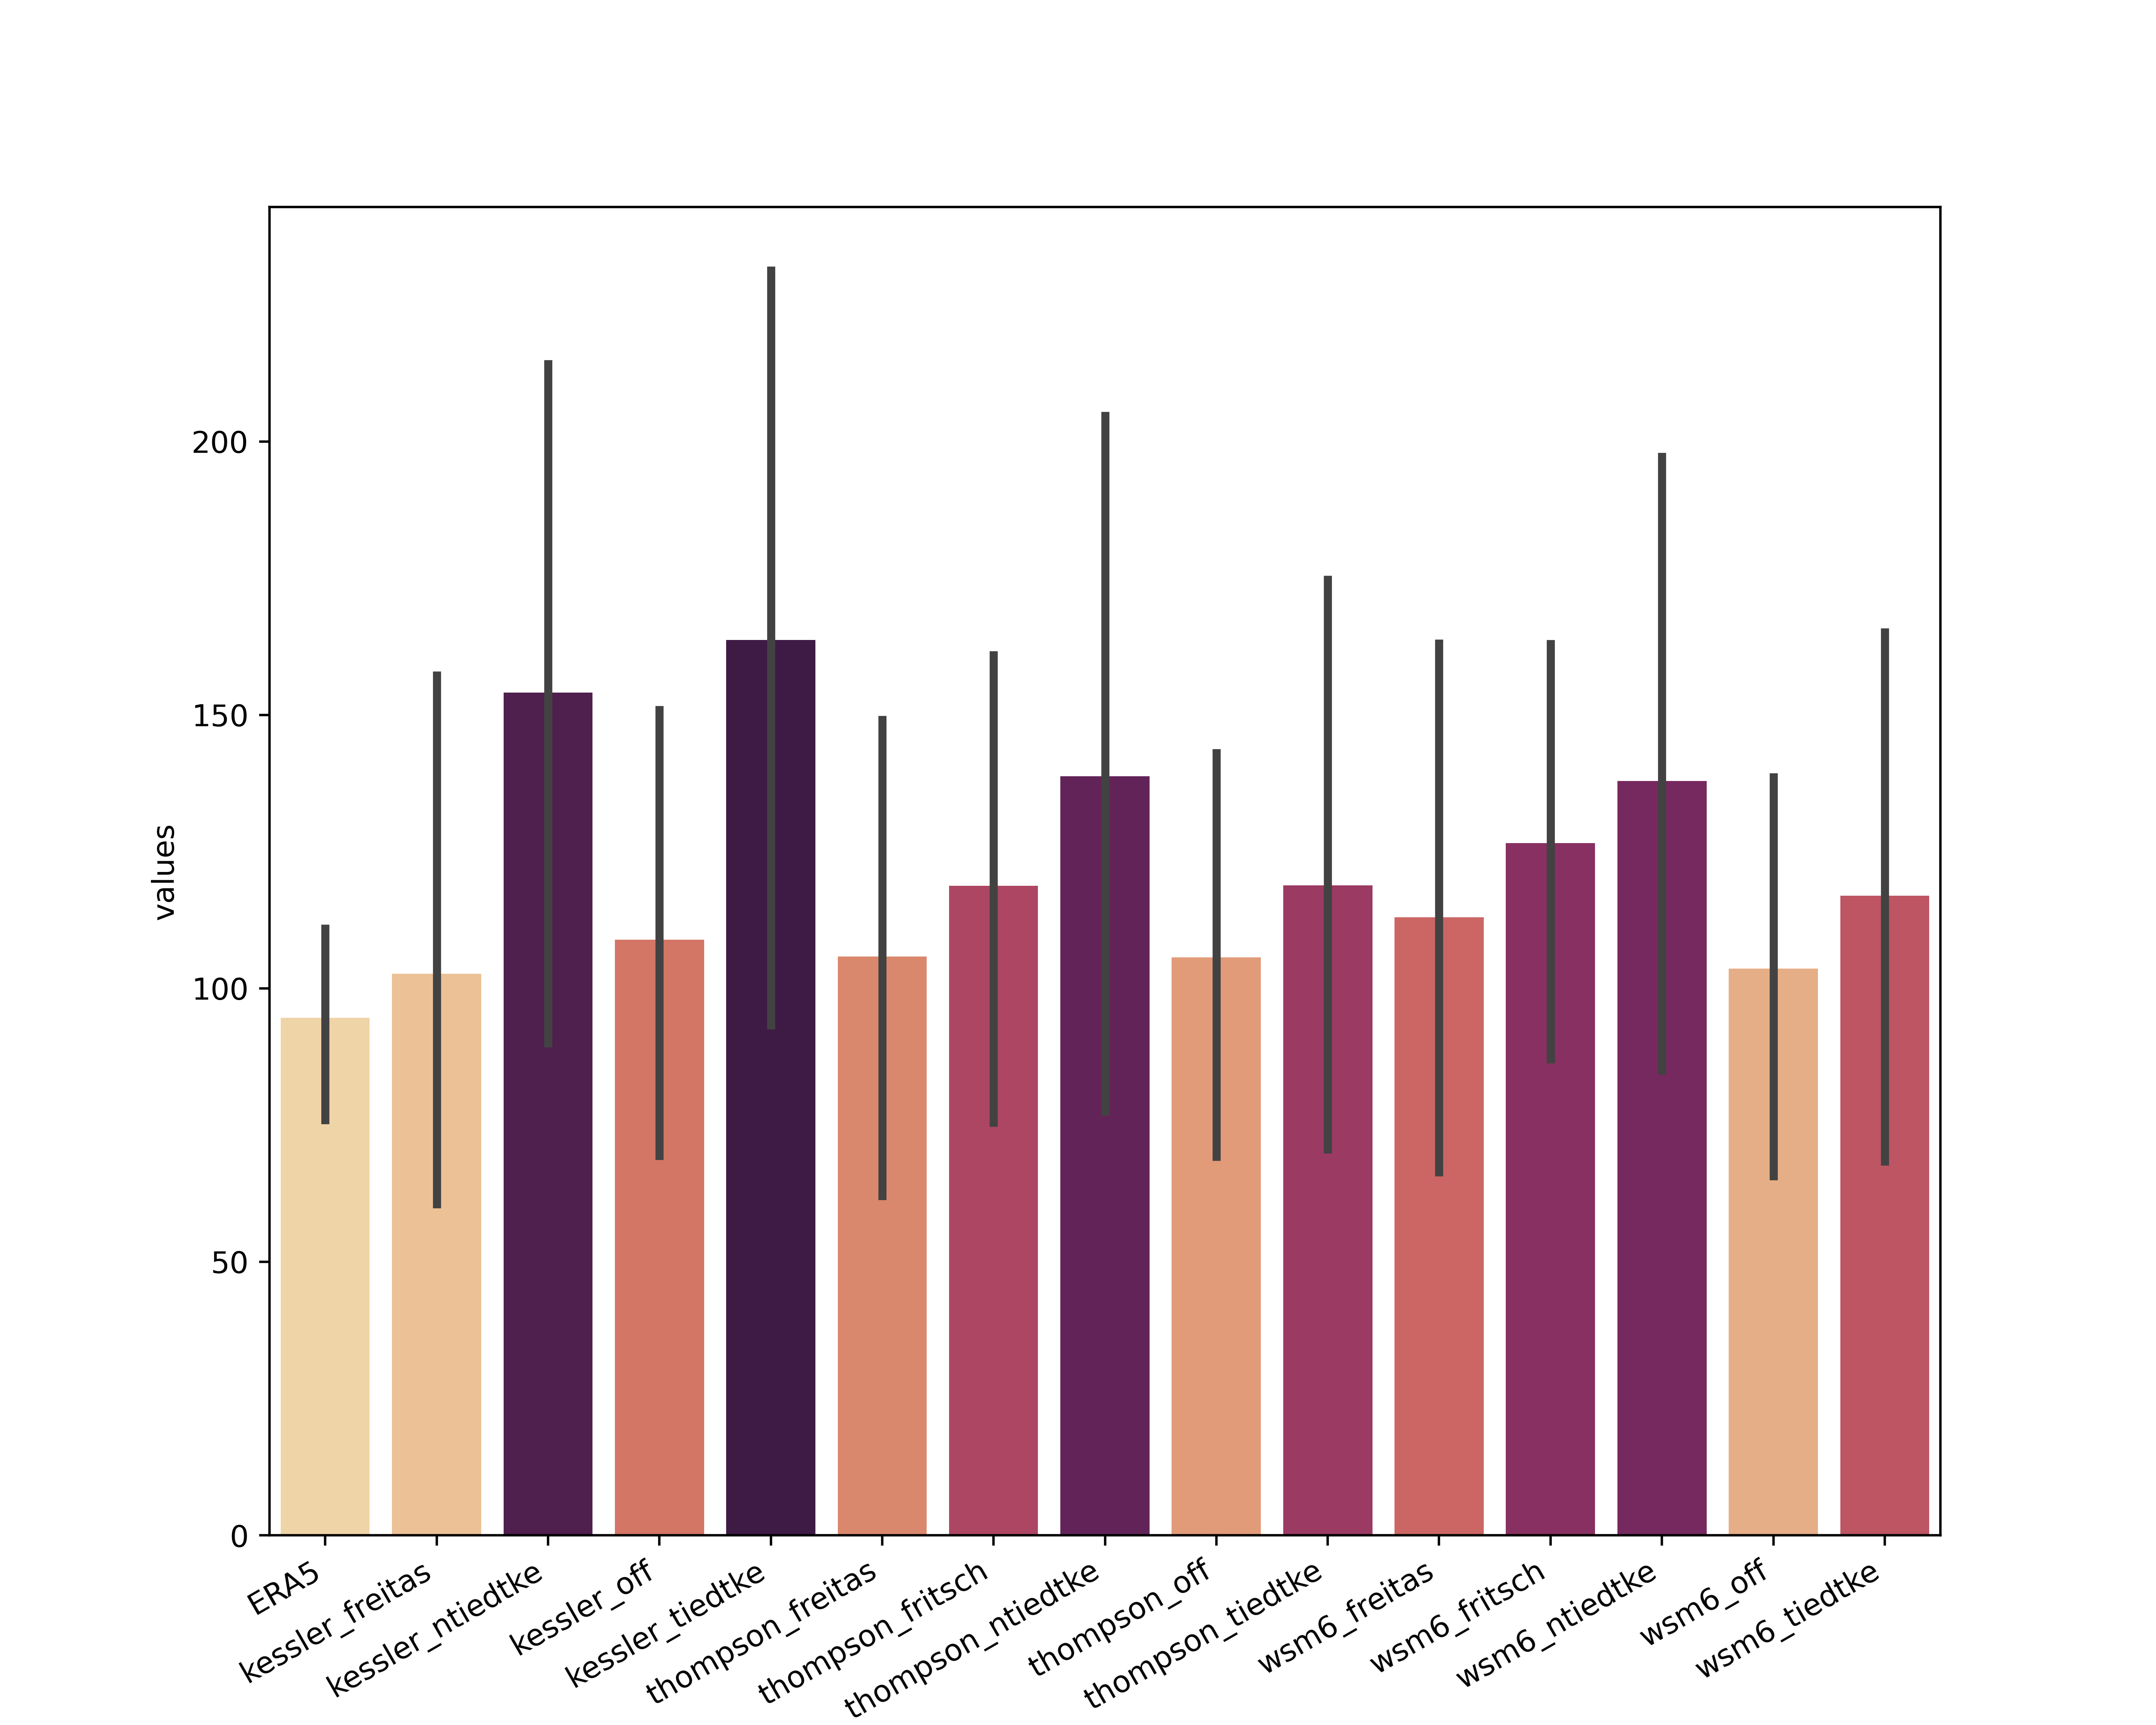 values
200
150
100
50
0
ERA5
kessler_freitas
kessler_ntiedtke
kessler_off
kessler_tiedtke
thompson_freitas
thompson_fritsch
thompson_ntiedtke
thompson_off
thompson_tiedtke
wsm6_freitas
wsm6_fritsch
wsm6_ntiedtke
wsm6_off
wsm6_tiedtke